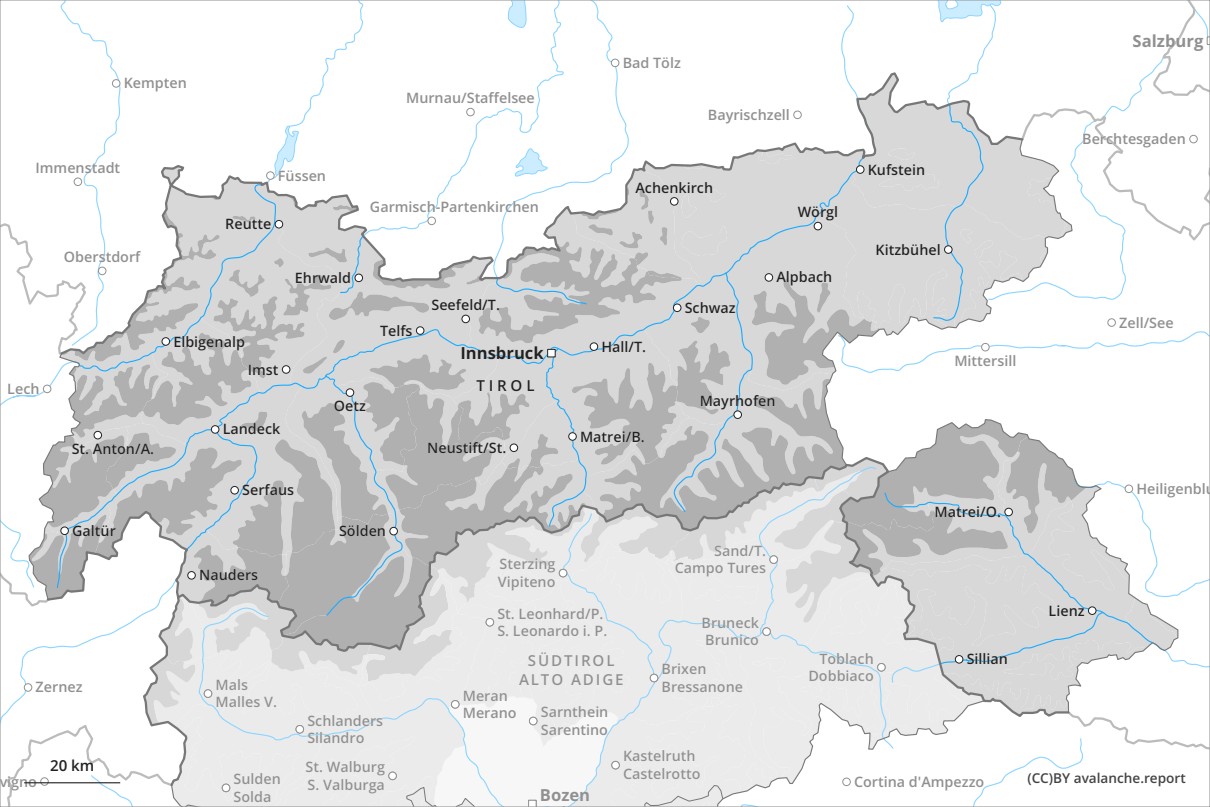 Salzburg
Bad Tölz
Kempten
Murnau/Staffelsee
Bayrischzell
Berchtesgaden
Immenstadt
Füssen
Kufstein
Achenkirch
Garmisch-Partenkirchen
Wörgl
Reutte
Kitzbühel
Oberstdorf
Ehrwald
Alpbach
Seefeld/T.
Schwaz
Zell/See
Telfs
Elbigenalp
Innsbruck
Hall/T.
Mittersill
Imst
TIROL
Lech
Oetz
Mayrhofen
Landeck
Matrei/B.
St. Anton/A.
Neustift/St.
Serfaus
Heiligenblu
Matrei/O.
Galtür
Sölden
Sand/T.
Campo Tures
Sterzing
Vipiteno
Nauders
St. Leonhard/P.
S. Leonardo i. P.
Lienz
Bruneck
Brunico
SÜDTIROL
ALTO ADIGE
Toblach
Dobbiaco
Sillian
Brixen
Bressanone
Zernez
Mals
Malles V.
Meran
Merano
Sarnthein
Sarentino
Schlanders
Silandro
Kastelruth
Castelrotto
St. Walburg
S. Valburga
20 km
vigno
Sulden
Solda
Cortina d'Ampezzo
(CC)BY avalanche.report
Bozen